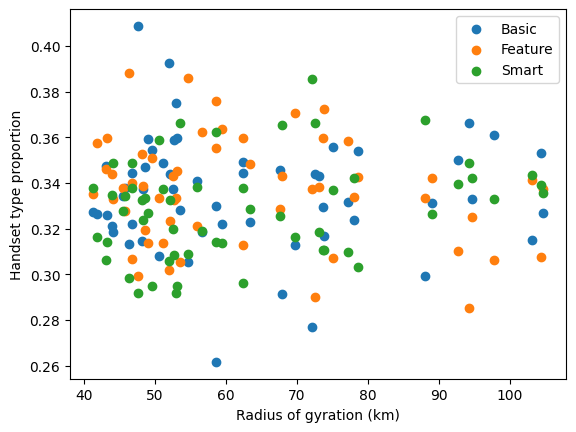 Basic
Feature
Smart
0.40
0.38
0.36
0.34
0.32
0.30
0.28
0.26
Handset type proportion
40 50 60 70 80 90 100
Radius of gyration (km)